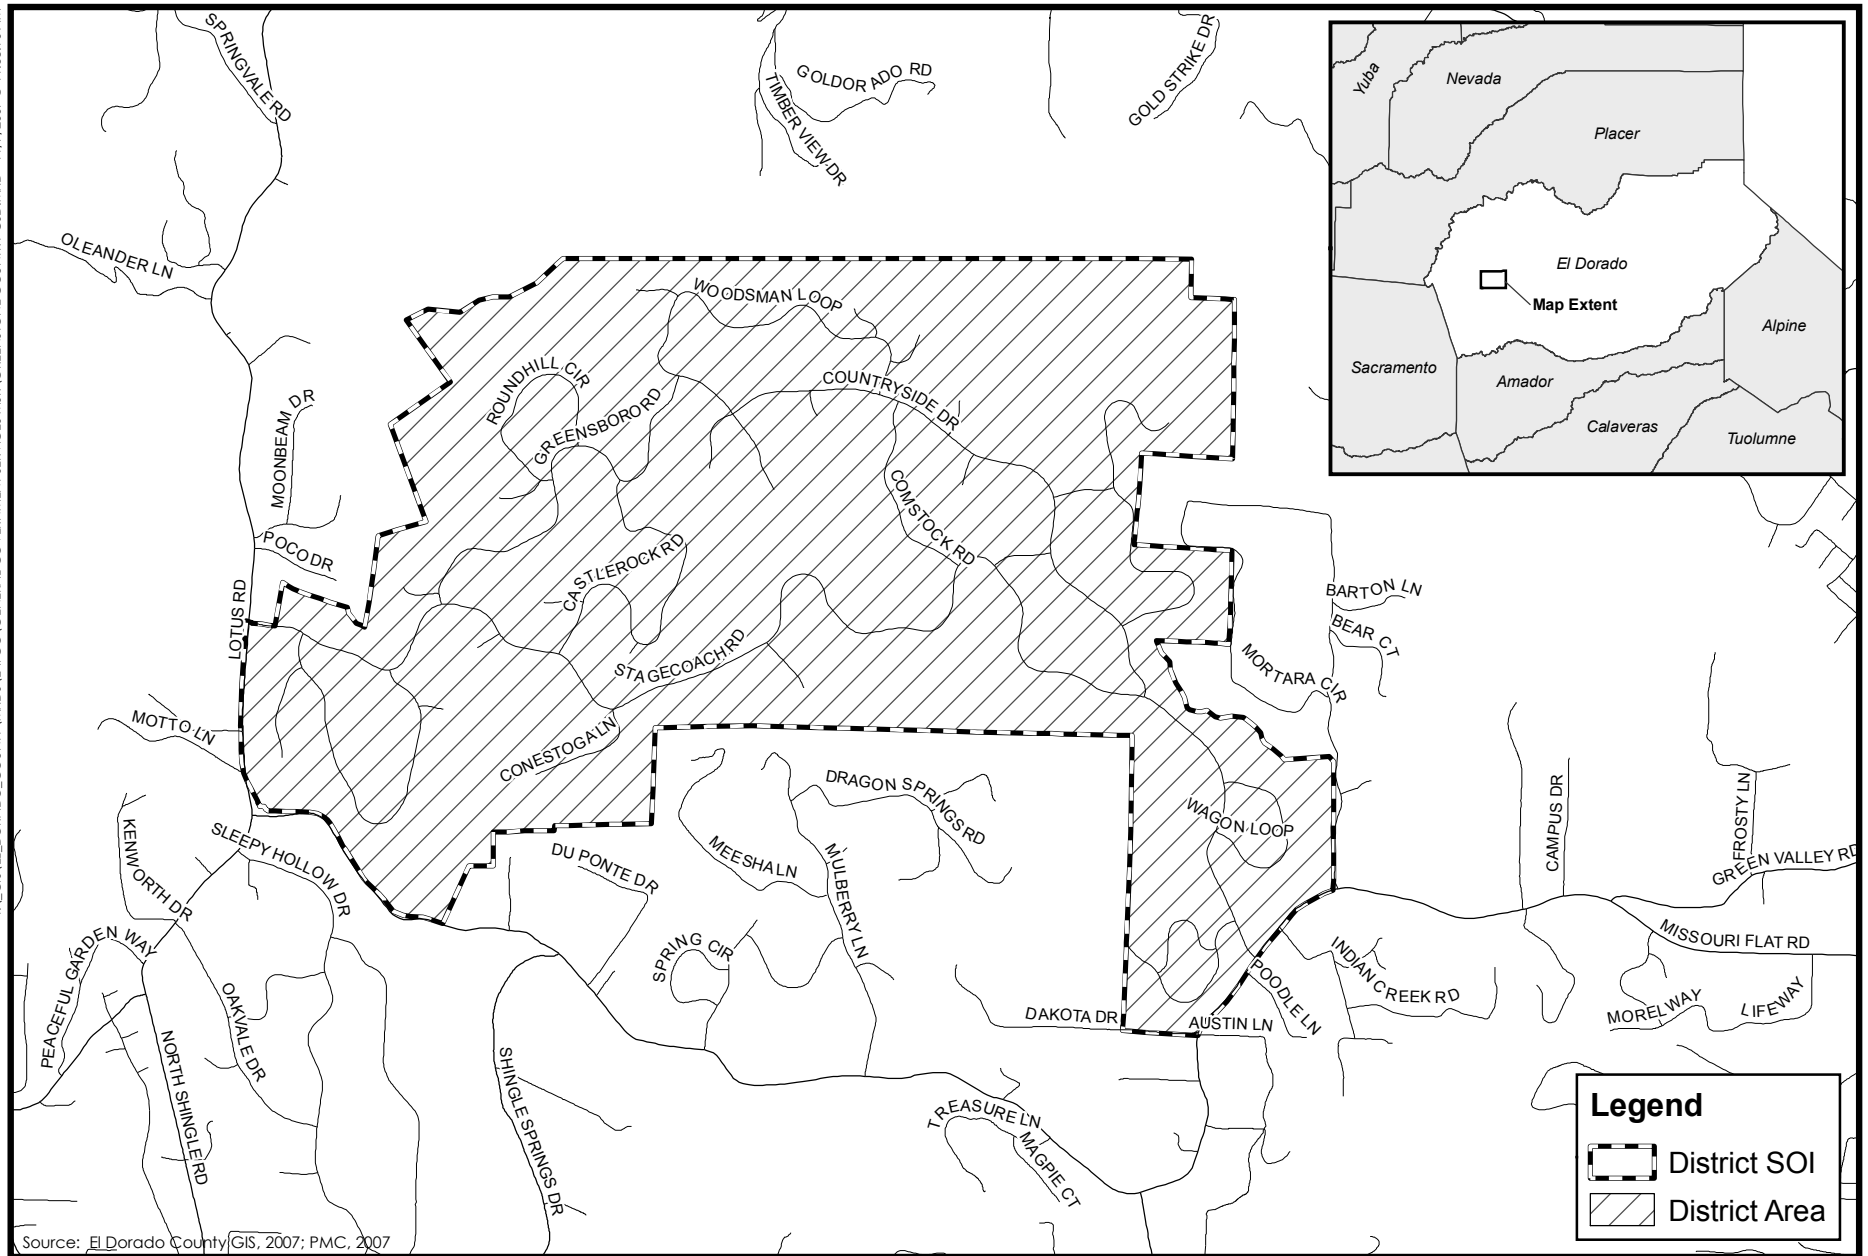 SPRINGVALE RD
GOLDORADO RD
TIMBER VIEW DR
GOLD STRIKE DR
Yuba
Nevada
Placer
El Dorado
Map Extent
Sacramento
Amador
Alpine
Calaveras
Tuolumne
OLEANDER LN
WOODSMAN LOOP
ROUNDHILL CIR
GREENSBORO RD
COUNTRYSIDE DR
MOONBEAM DR
POCO DR
COMSTOCK RD
CASTLEROCK RD
LOTUS RD
BARTON LN
BEAR CT
MORTARA CIR
STAGECOACH RD
MOTTO LN
CONESTOGA LN
DRAGON SPRINGS RD
WAGON LOOP
CAMPUS DR
FROSTY LN
GREEN VALLEY RD
KENWORTH DR
SLEEPY HOLLOW DR
DU PONTE DR
MEESHA LN
MULBERRY LN
MISSOURI FLAT RD
PEACEFUL GARDEN WAY
SPRING CIR
INDIAN CREEK RD
POODLE LN
OAKVALE DR
DAKOTA DR
AUSTIN LN
MOREL WAY
LIFEWAY
NORTH SHINGLE RD
SHINGLE SPRINGS DR
TREASURE LN
MAGPIE CT
Legend
District SOI
District Area
Source: El Dorado County GIS, 2007; PMC, 2007